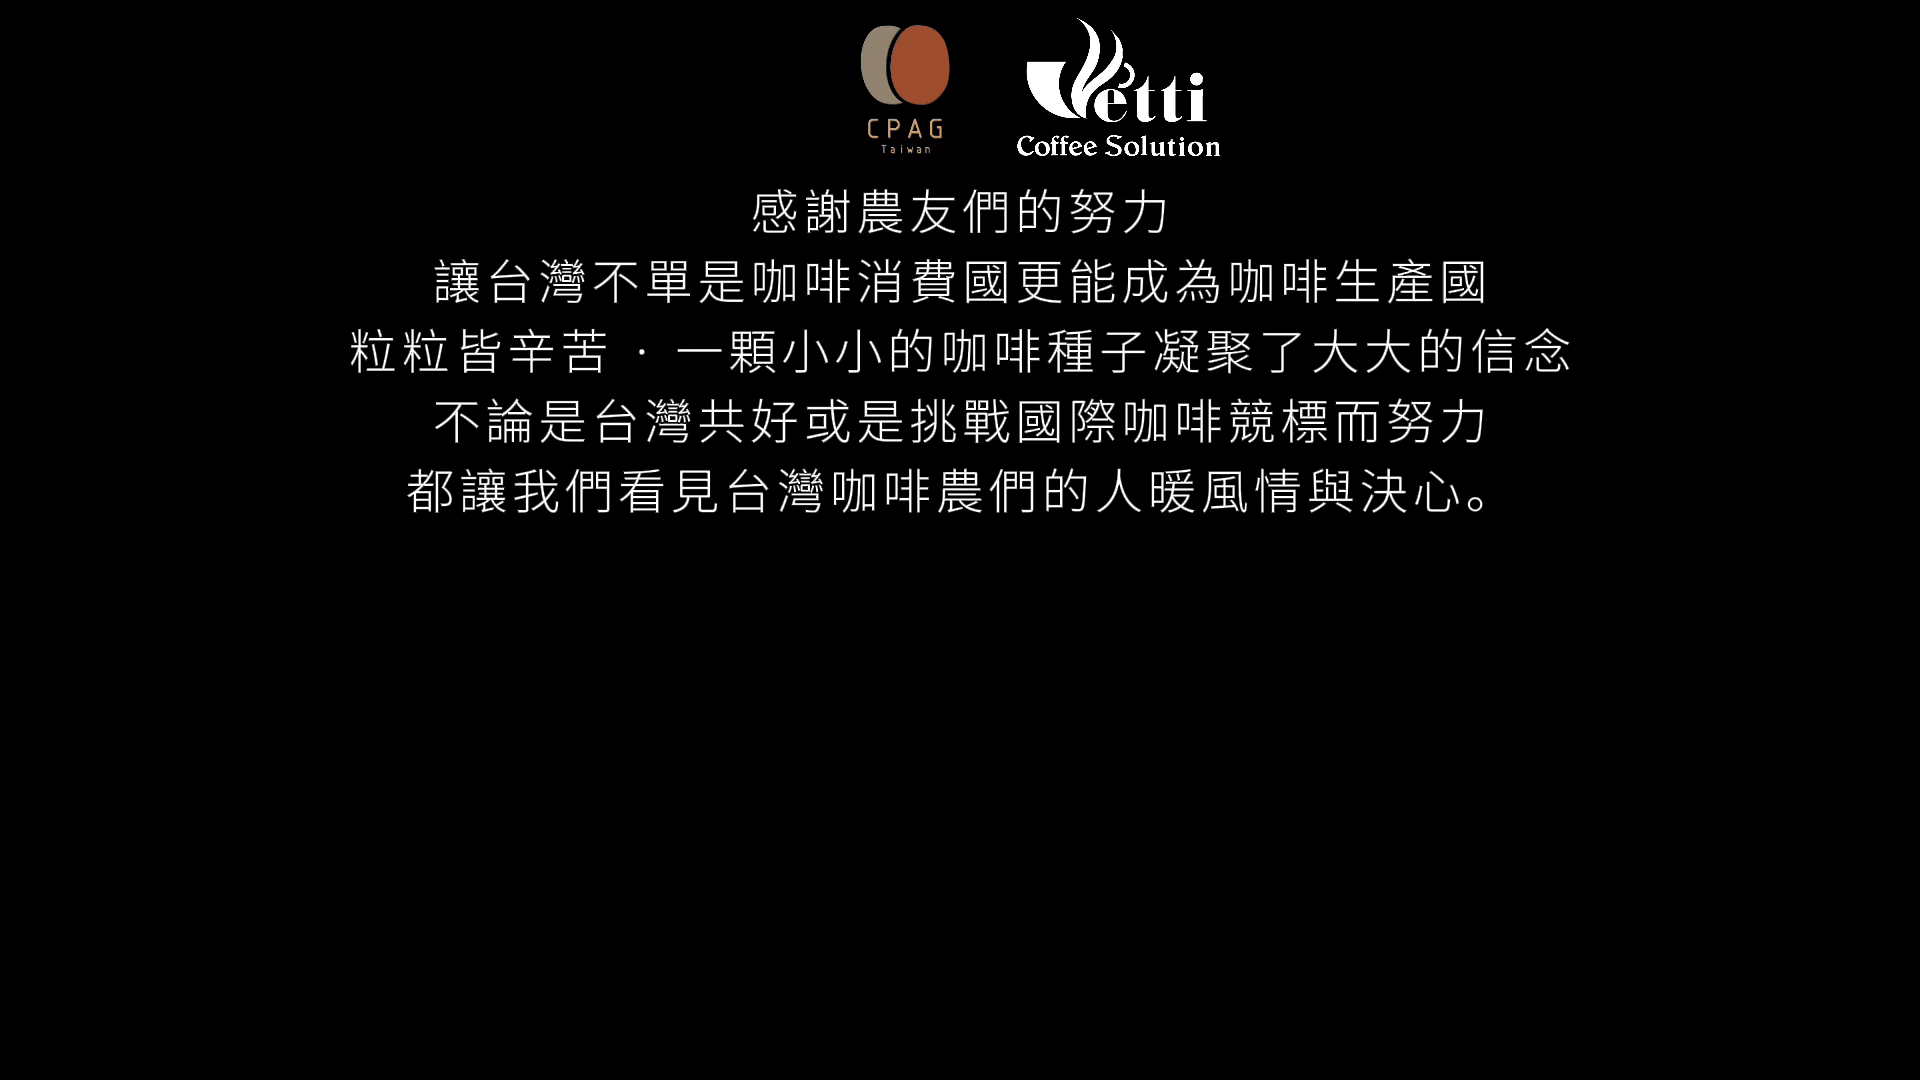 CPAG
Taiwan
Vetti
Coffee Solution
感謝農友們的努力
讓台灣不單是咖啡消費國更能成為咖啡生產國
粒粒皆辛苦 · 一顆小小的咖啡種子凝聚了大大的信念
不論是台灣共好或是挑戰國際咖啡競標而努力
都讓我們看見台灣咖啡農們的人暖風情與決心。